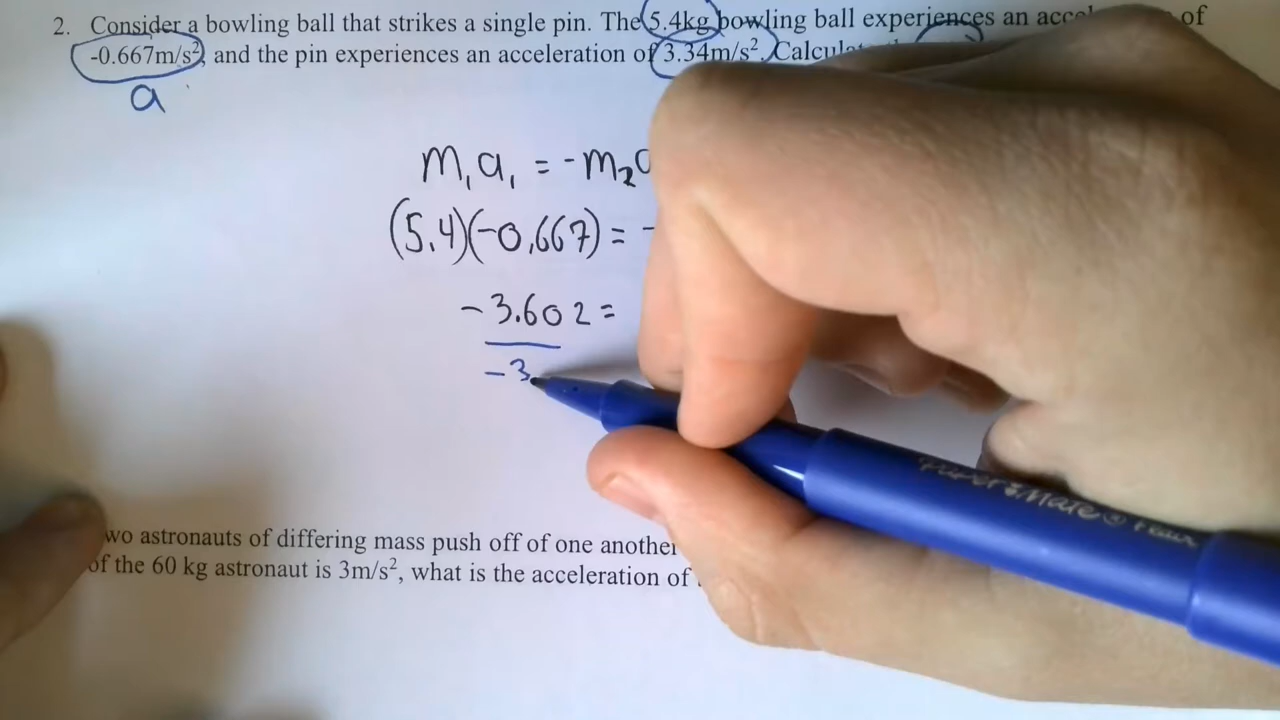 2. Consider a bowling ball that strikes a single pin. The 5.4kg bowling ball experiences an of
-0.667m/s², and the pin experiences an acceleration of 3.34m/s².
a
m₁a₁ = -m₂
(5.4)(-0.667) = -
-3.602 =
-3.
wo astronauts of differing mass push off of one another
of the 60 kg astronaut is 3m/s², what is the acceleration of
PaperMate